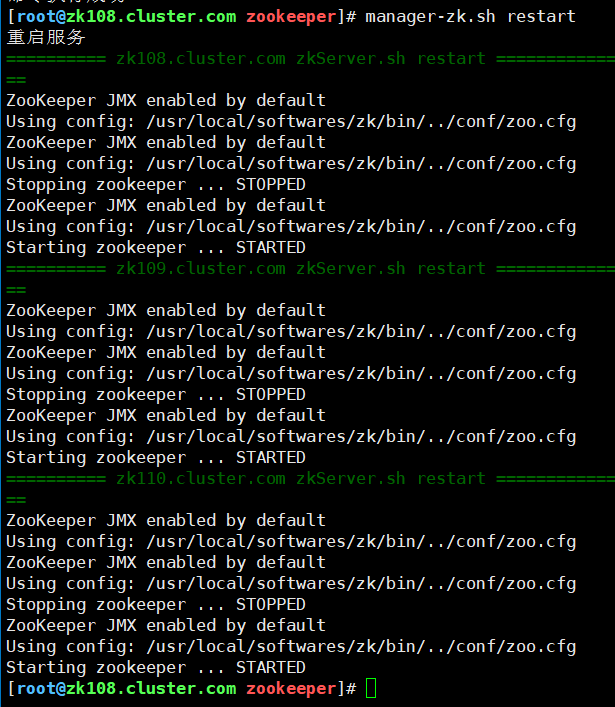 [root@zk108.cluster.com zookeeper]# manager-zk.sh restart
重启服务
========== zk108.cluster.com zkServer.sh restart ============
==
ZooKeeper JMX enabled by default
Using config: /usr/local/softwares/zk/bin/../conf/zoo.cfg
ZooKeeper JMX enabled by default
Using config: /usr/local/softwares/zk/bin/../conf/zoo.cfg
Stopping zookeeper ... STOPPED
ZooKeeper JMX enabled by default
Using config: /usr/local/softwares/zk/bin/../conf/zoo.cfg
Starting zookeeper ... STARTED
========== zk109.cluster.com zkServer.sh restart ============
==
ZooKeeper JMX enabled by default
Using config: /usr/local/softwares/zk/bin/../conf/zoo.cfg
ZooKeeper JMX enabled by default
Using config: /usr/local/softwares/zk/bin/../conf/zoo.cfg
Stopping zookeeper ... STOPPED
ZooKeeper JMX enabled by default
Using config: /usr/local/softwares/zk/bin/../conf/zoo.cfg
Starting zookeeper ... STARTED
========== zk110.cluster.com zkServer.sh restart ============
==
ZooKeeper JMX enabled by default
Using config: /usr/local/softwares/zk/bin/../conf/zoo.cfg
ZooKeeper JMX enabled by default
Using config: /usr/local/softwares/zk/bin/../conf/zoo.cfg
Stopping zookeeper ... STOPPED
ZooKeeper JMX enabled by default
Using config: /usr/local/softwares/zk/bin/../conf/zoo.cfg
Starting zookeeper ... STARTED
[root@zk108.cluster.com zookeeper]#